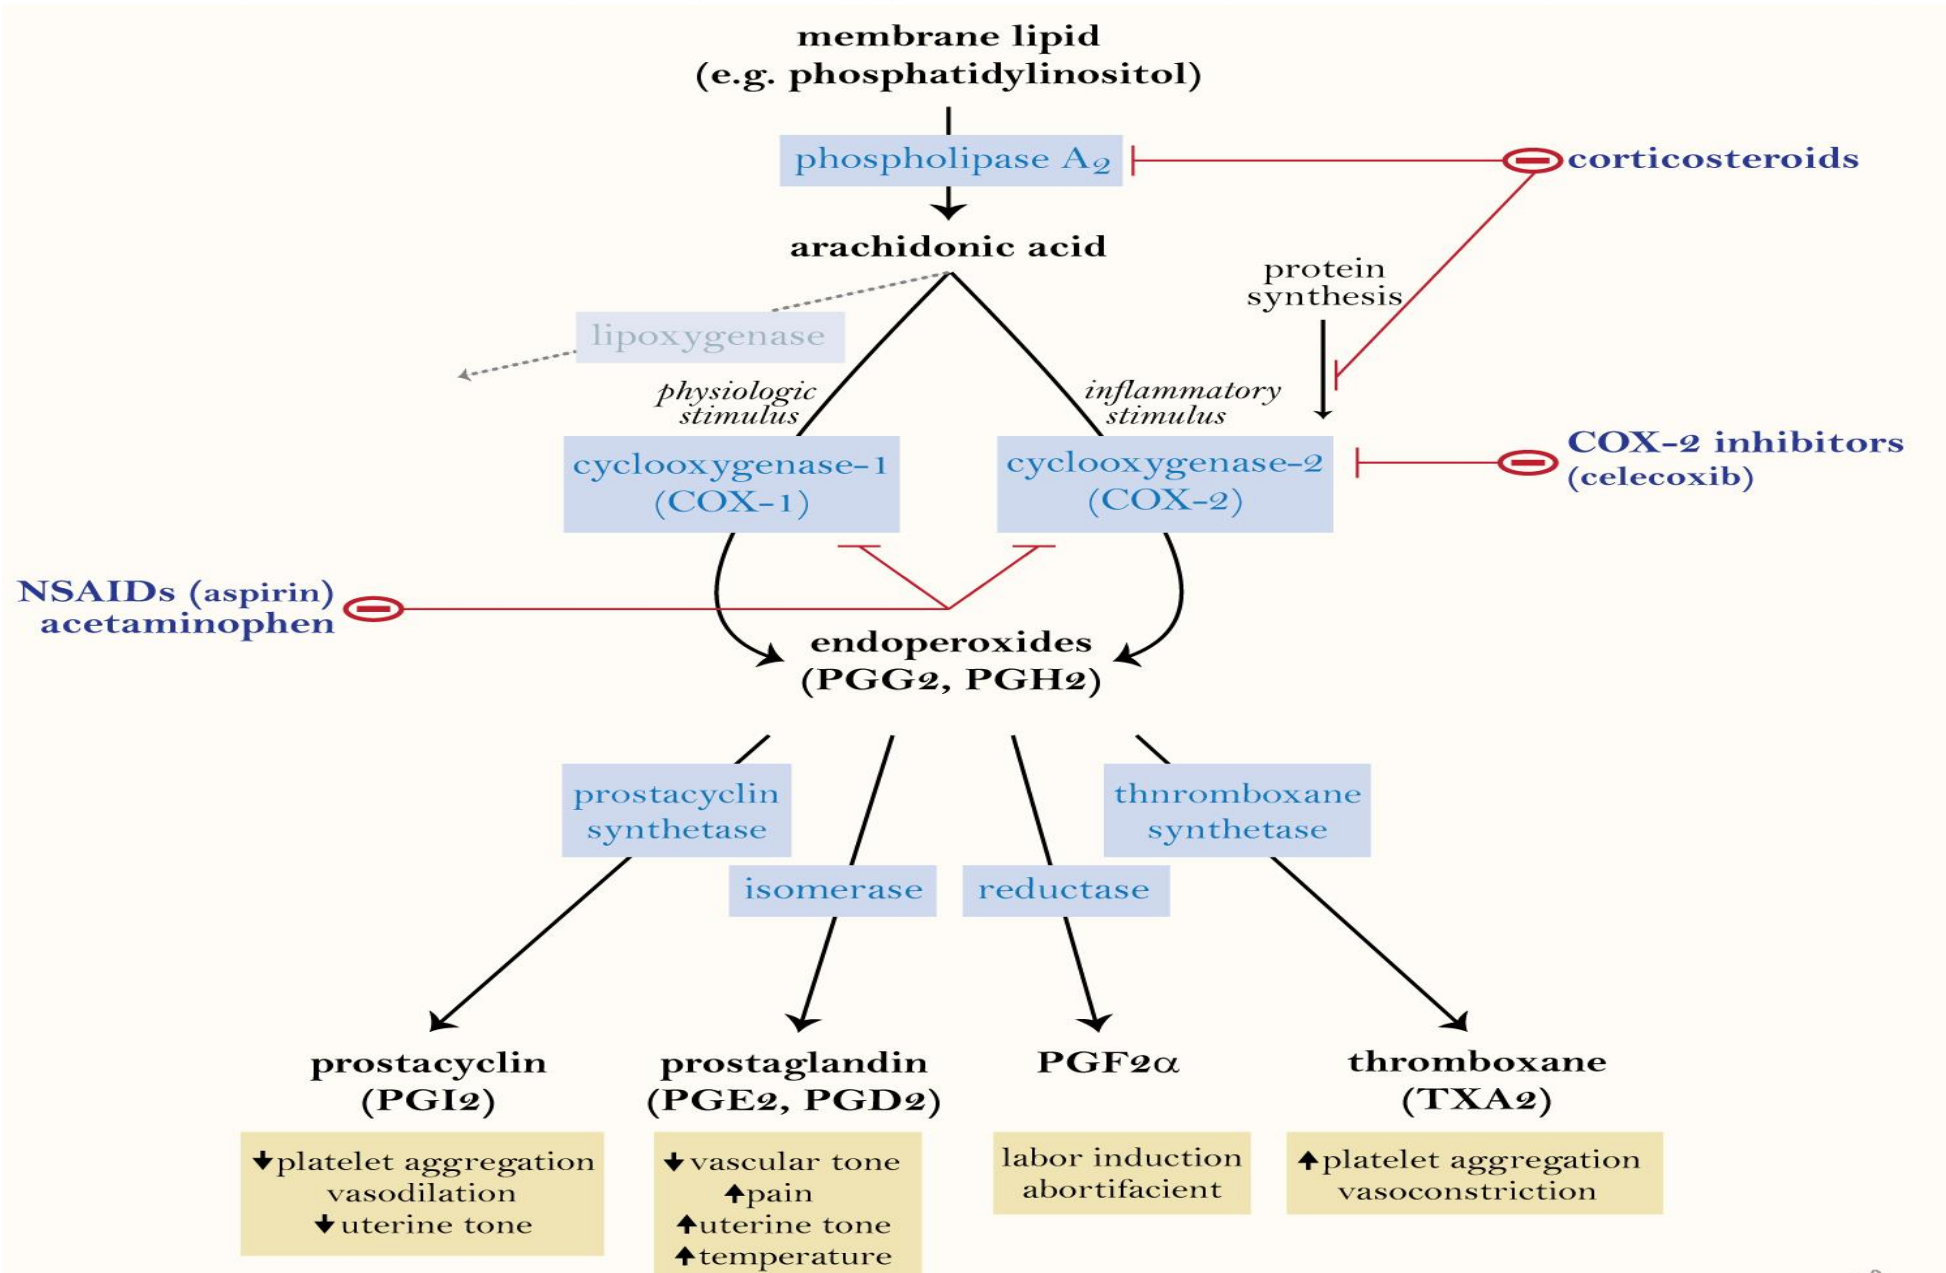 membrane lipid
(e.g. phosphatidylinositol)
phospholipase A2
corticosteroids
arachidonic acid
protein
synthesis
lipoxygenase
physiologic
stimulus
inflammatory
stimulus
cyclooxygenase-1
(COX-1)
cyclooxygenase-2
(COX-2)
COX-2 inhibitors
(celecoxib)
NSAIDs (aspirin)
acetaminophen
endoperoxides
(PGG2, PGH2)
prostacyclin
synthetase
thnromboxane
synthetase
isomerase
reductase
prostacyclin
(PGI2)
prostaglandin
(PGE2, PGD2)
PGF2α
thromboxane
(TXA2)
↓platelet aggregation
vasodilation
↓uterine tone
↓vascular tone
↑pain
↑uterine tone
↑temperature
labor induction
abortifacient
↑platelet aggregation
vasoconstriction